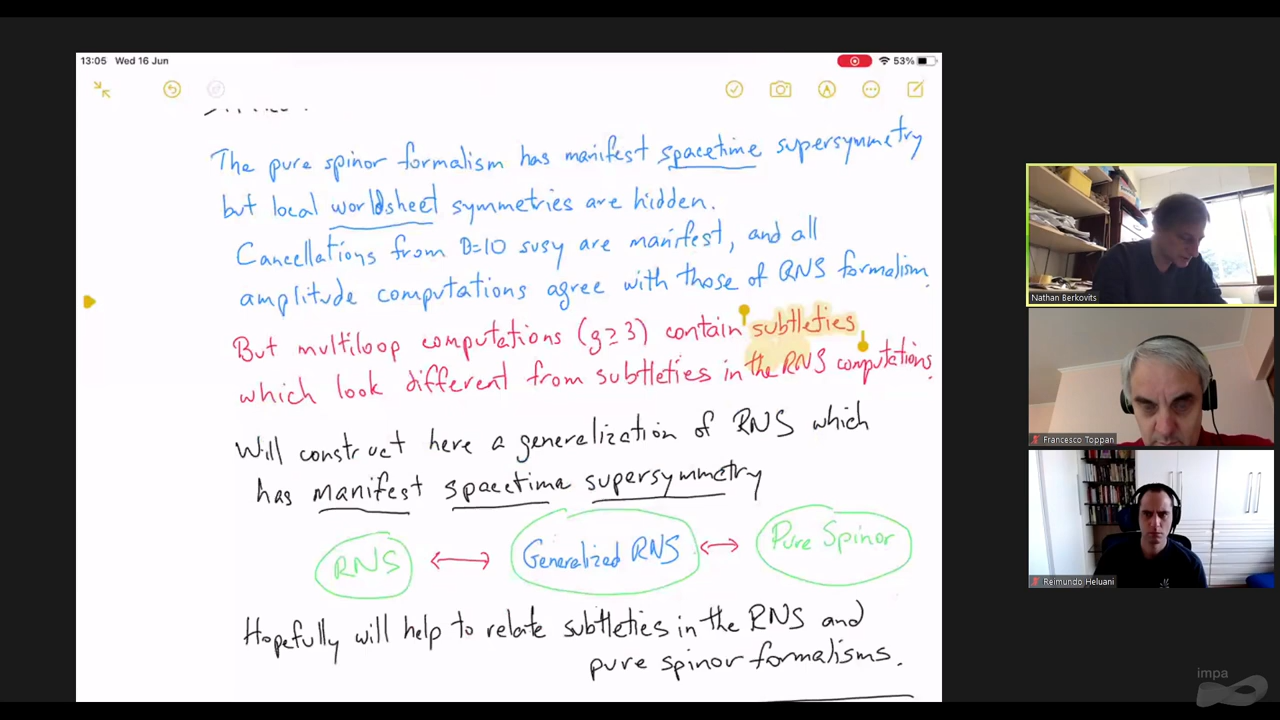 13:05 Wed 16 Jun
53%
The pure spinor formalism has manifest spacetime supersymmetry
but local worldsheet symmetries are hidden.
Cancellations from D=10 susy are manifest, and all
amplitude computations agree with those of RNS formalism.
But multiloop computations (g≥3) contain subtleties
which look different from subtleties in the RNS computations.
Will construct here a generalization of RNS which
has manifest spacetime supersymmetry
RNS ↔ Generalized RNS ↔ Pure Spinor
Hopefully will help to relate subtleties in the RNS and
pure spinor formalisms.
Nathan Berkovits
Francesco Toppan
Reimundo Heluani
impa